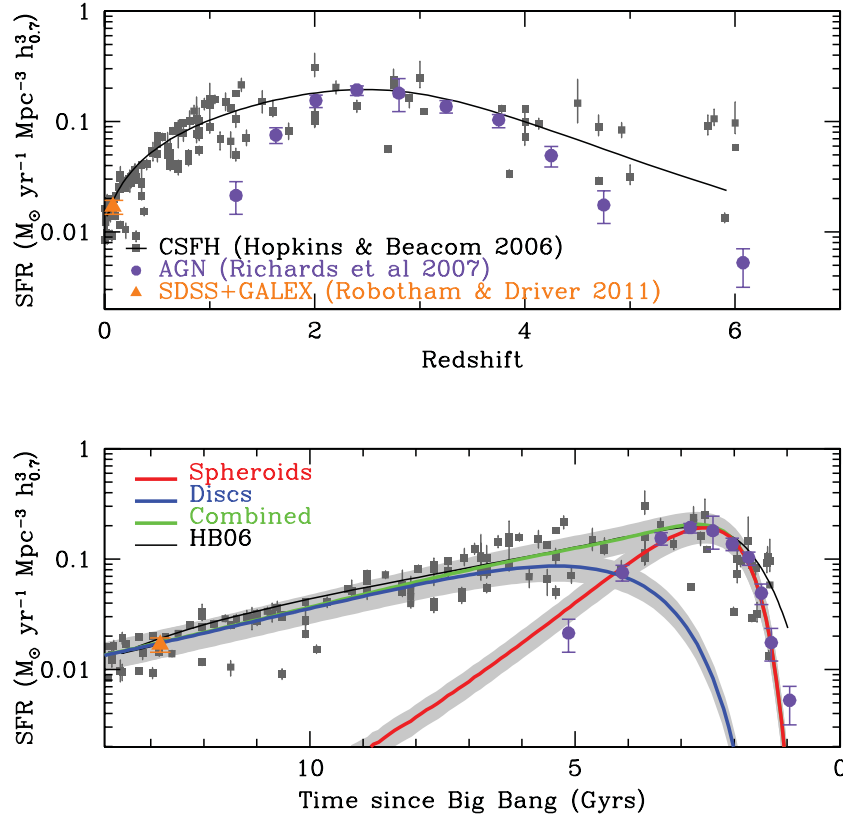 1
0.1
0.01
SFR (M⊙ yr⁻¹ Mpc⁻³ h³₀.₇)
CSFH (Hopkins & Beacom 2006)
AGN (Richards et al 2007)
SDSS+GALEX (Robotham & Driver 2011)
0 2 4 6
Redshift
1
0.1
0.01
SFR (M⊙ yr⁻¹ Mpc⁻³ h³₀.₇)
Spheroids
Discs
Combined
HB06
10 5 0
Time since Big Bang (Gyrs)